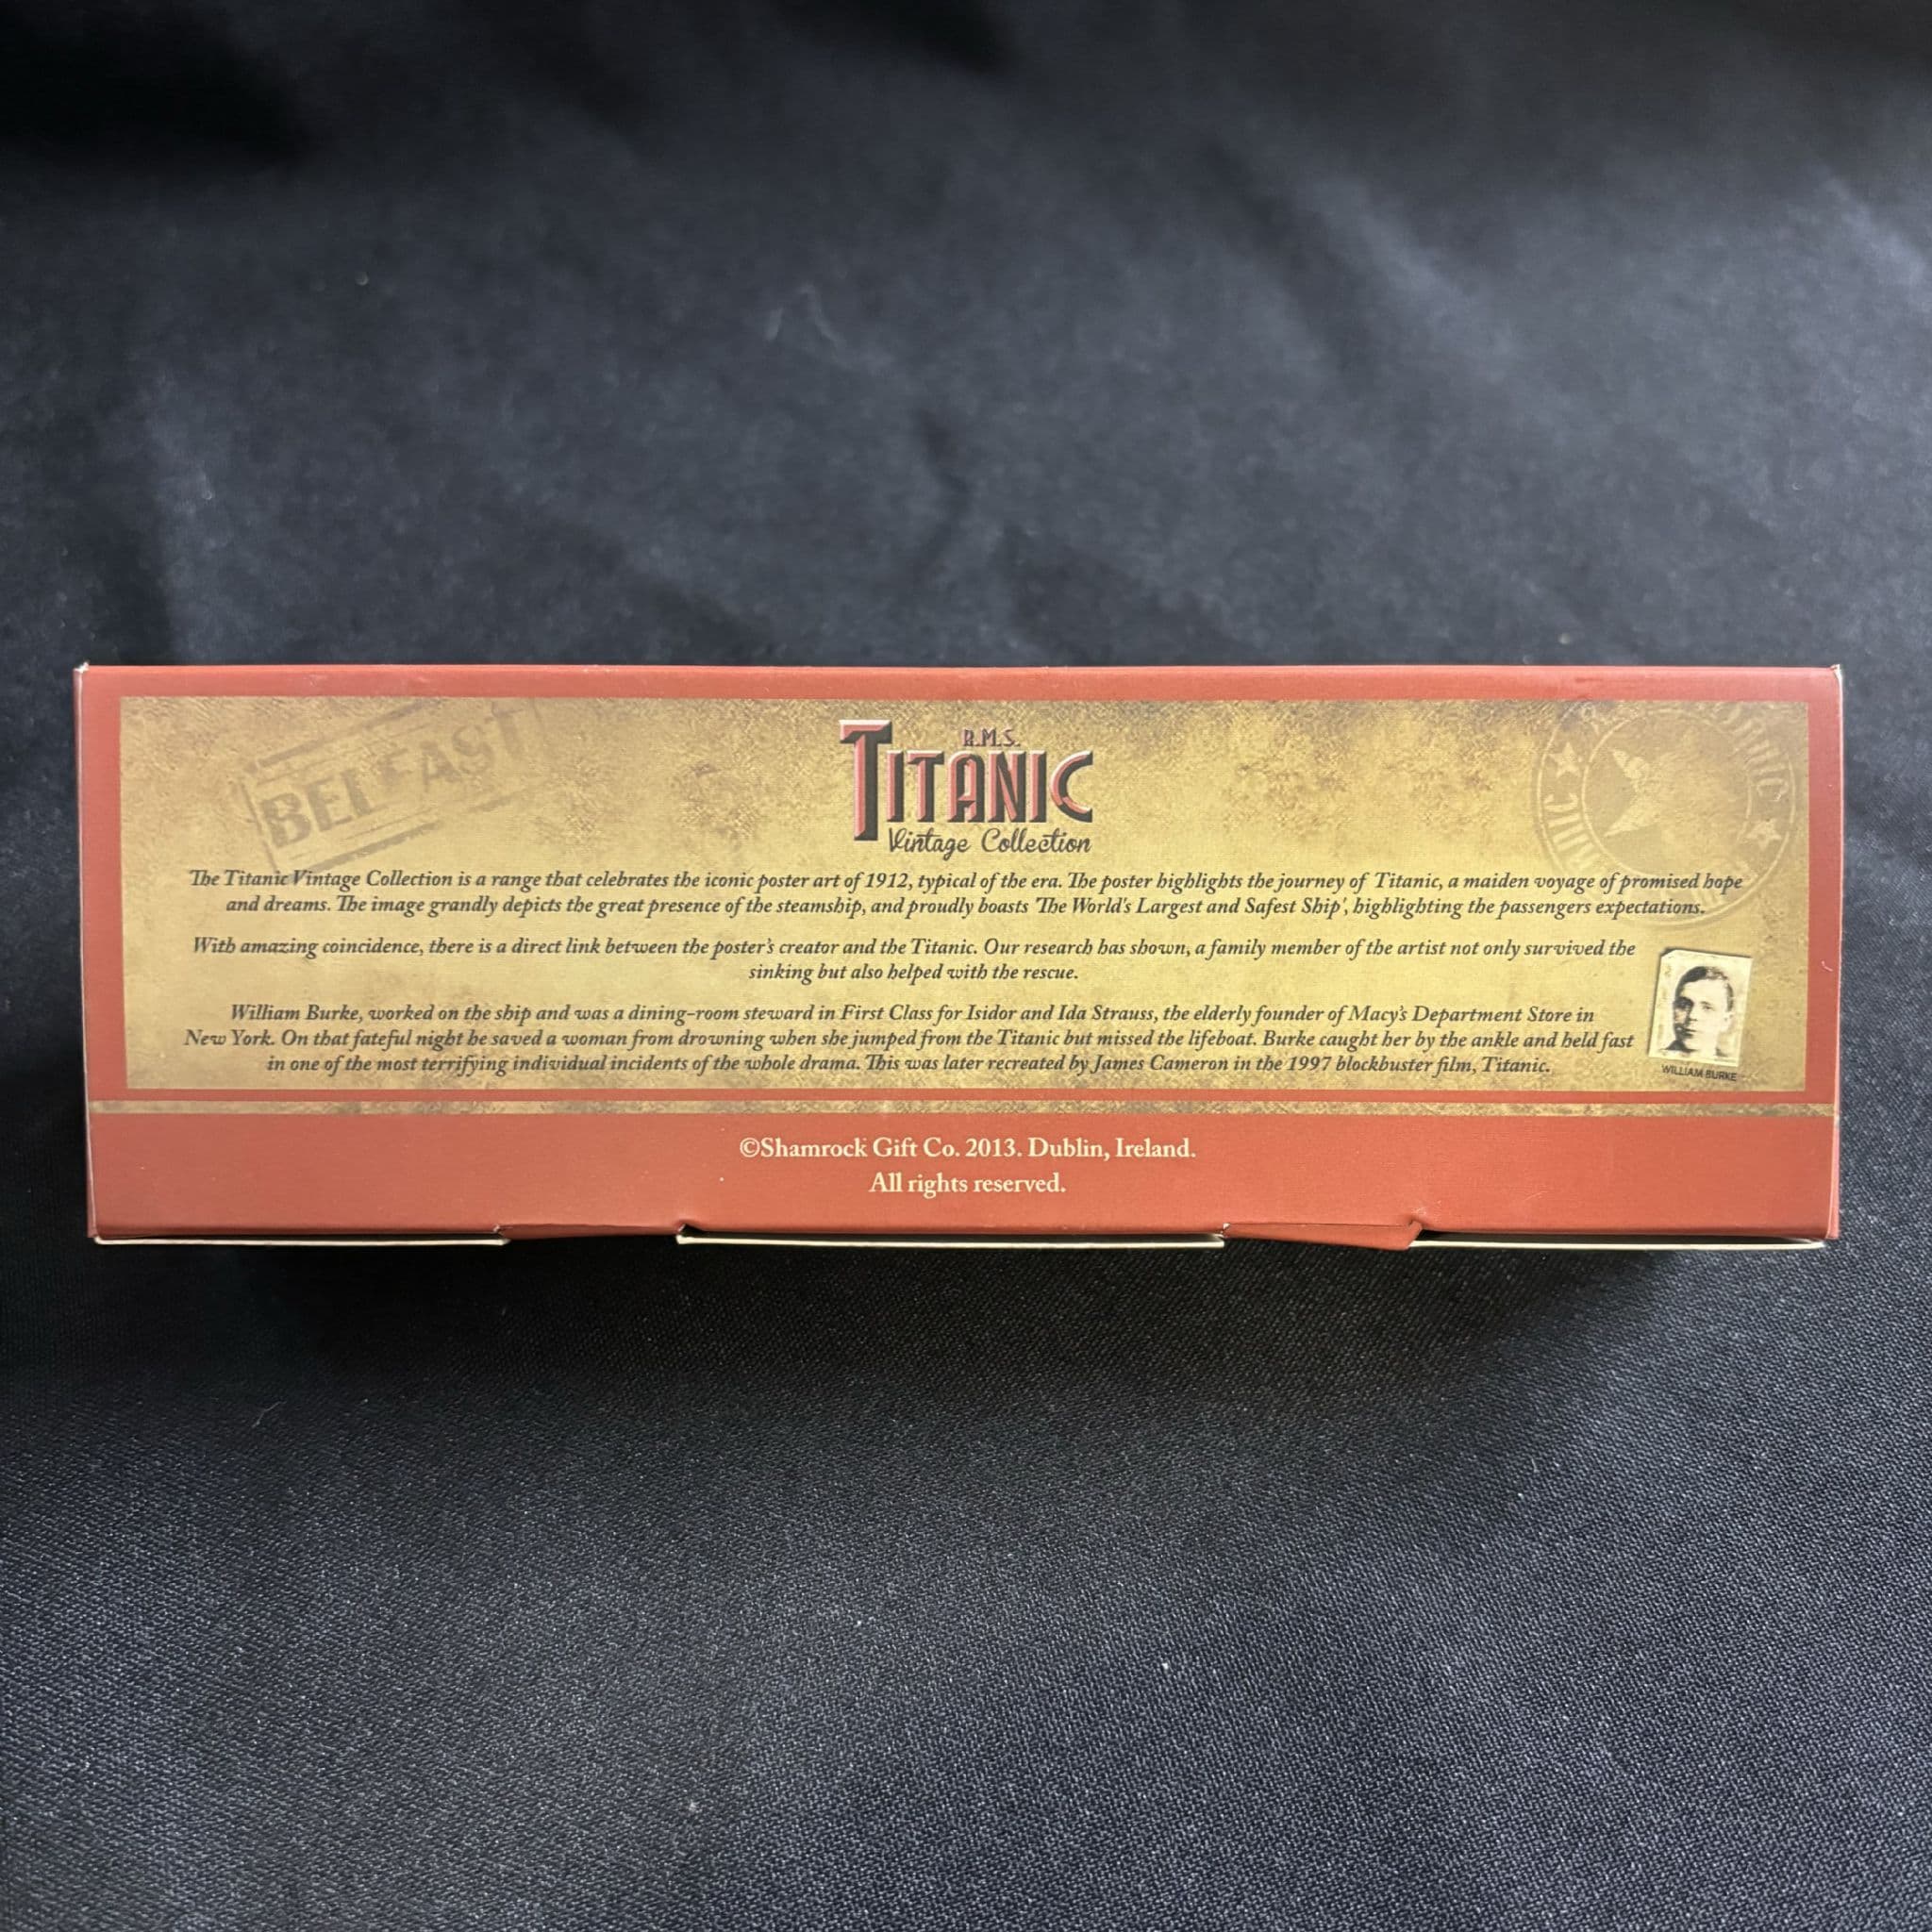 BELFAST
R.M.S.
TITANIC
Vintage Collection
The Titanic Vintage Collection is a range that celebrates the iconic poster art of 1912, typical of the era. The poster highlights the journey of Titanic, a maiden voyage of promised hope
and dreams. The image grandly depicts the great presence of the steamship, and proudly boasts 'The World's Largest and Safest Ship', highlighting the passengers expectations.
With amazing coincidence, there is a direct link between the poster's creator and the Titanic. Our research has shown, a family member of the artist not only survived the
sinking but also helped with the rescue.
William Burke, worked on the ship and was a dining-room steward in First Class for Isidor and Ida Strauss, the elderly founder of Macy's Department Store in
New York. On that fateful night he saved a woman from drowning when she jumped from the Titanic but missed the lifeboat. Burke caught her by the ankle and held fast
in one of the most terrifying individual incidents of the whole drama. This was later recreated by James Cameron in the 1997 blockbuster film, Titanic.
WILLIAM BURKE
©Shamrock Gift Co. 2013. Dublin, Ireland.
All rights reserved.